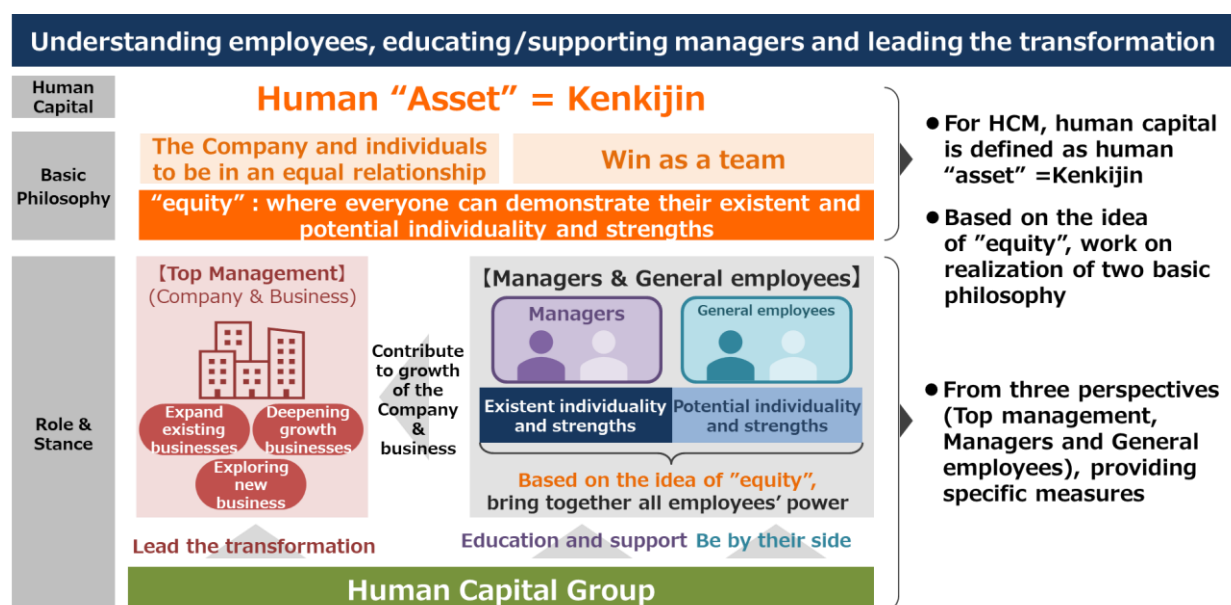 Understanding employees, educating/supporting managers and leading the transformation
Human
Capital
Human “Asset” = Kenkijin
Basic
Philosophy
The Company and individuals
to be in an equal relationship
Win as a team
“equity” : where everyone can demonstrate their existent and
potential individuality and strengths
● For HCM, human capital
is defined as human
“asset” =Kenkijin
● Based on the idea
of ”equity”, work on
realization of two basic
philosophy
Role &
Stance
【Top Management】
(Company & Business)
Expand
existing
businesses
Deepening
growth
businesses
Exploring
new
business
Contribute
to growth
of the
Company
&
business
【Managers & General employees】
Managers
General employees
Existent individuality
and strengths
Potential individuality
and strengths
Based on the idea of ”equity”,
bring together all employees’ power
● From three perspectives
(Top management,
Managers and General
employees), providing
specific measures
Lead the transformation
Education and support
Be by their side
Human Capital Group